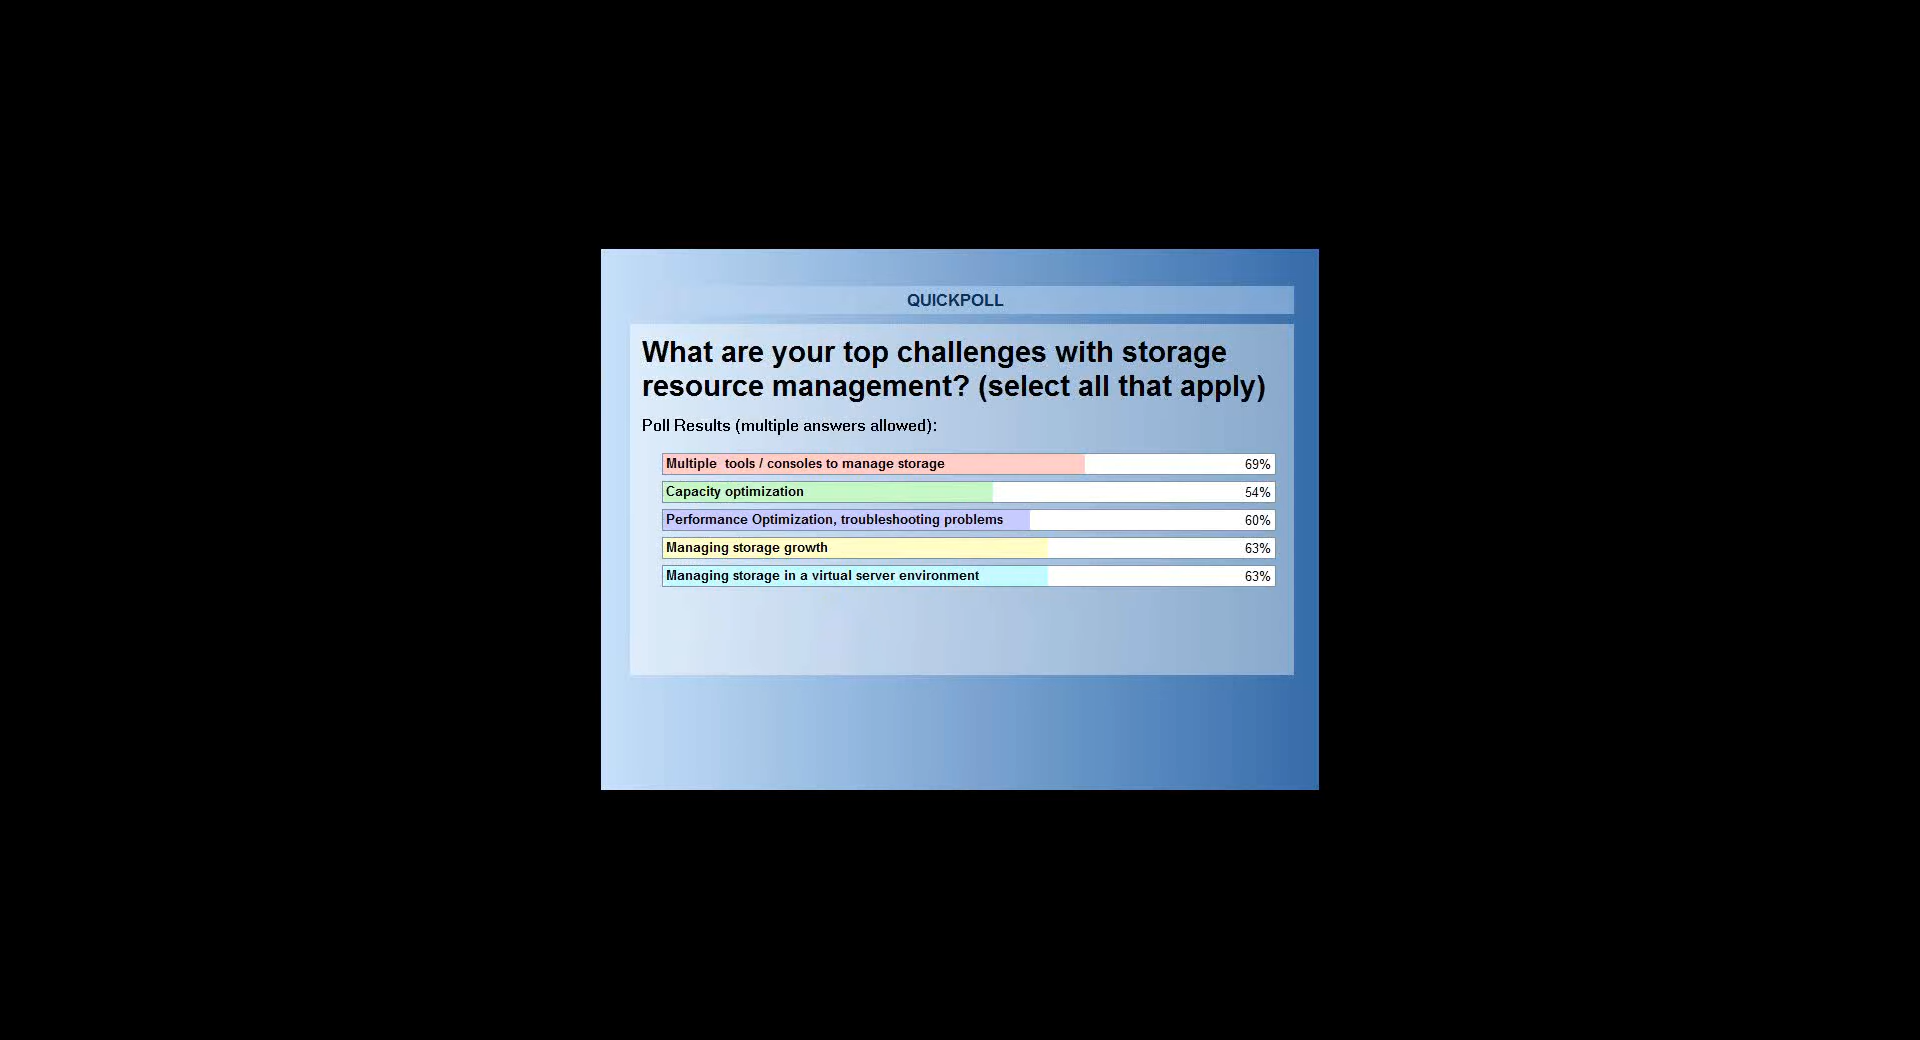 QUICKPOLL
What are your top challenges with storage
resource management? (select all that apply)
Poll Results (multiple answers allowed):
Multiple  tools / consoles to manage storage 69%
Capacity optimization 54%
Performance Optimization, troubleshooting problems 60%
Managing storage growth 63%
Managing storage in a virtual server environment 63%